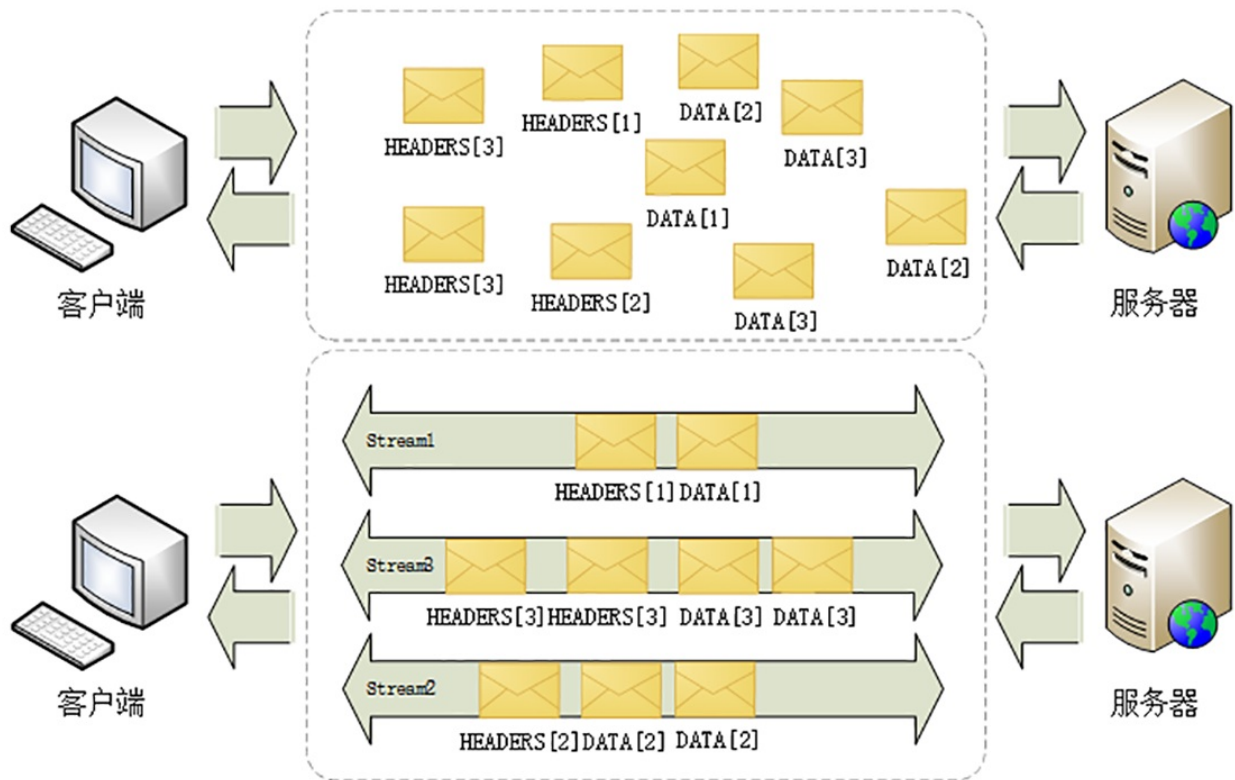 HEADERS[3]
HEADERS[1]
DATA[2]
DATA[3]
DATA[1]
HEADERS[3]
HEADERS[2]
DATA[3]
DATA[2]
客户端
服务器
Stream1
HEADERS[1] DATA[1]
Stream3
HEADERS[3] HEADERS[3] DATA[3] DATA[3]
Stream2
HEADERS[2] DATA[2] DATA[2]
客户端
服务器